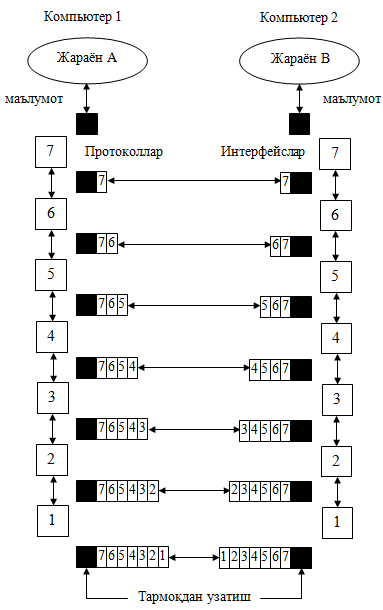 Компьютер 1 Компьютер 2
Жараён А Жараён В
маълумот маълумот
7 Протоколлар Интерфейслар 7
7 7
6 76 67 6
5 765 567 5
4 7654 4567 4
3 76543 34567 3
2 765432 234567 2
1 1
7654321 1234567
Тармоқдан узатиш